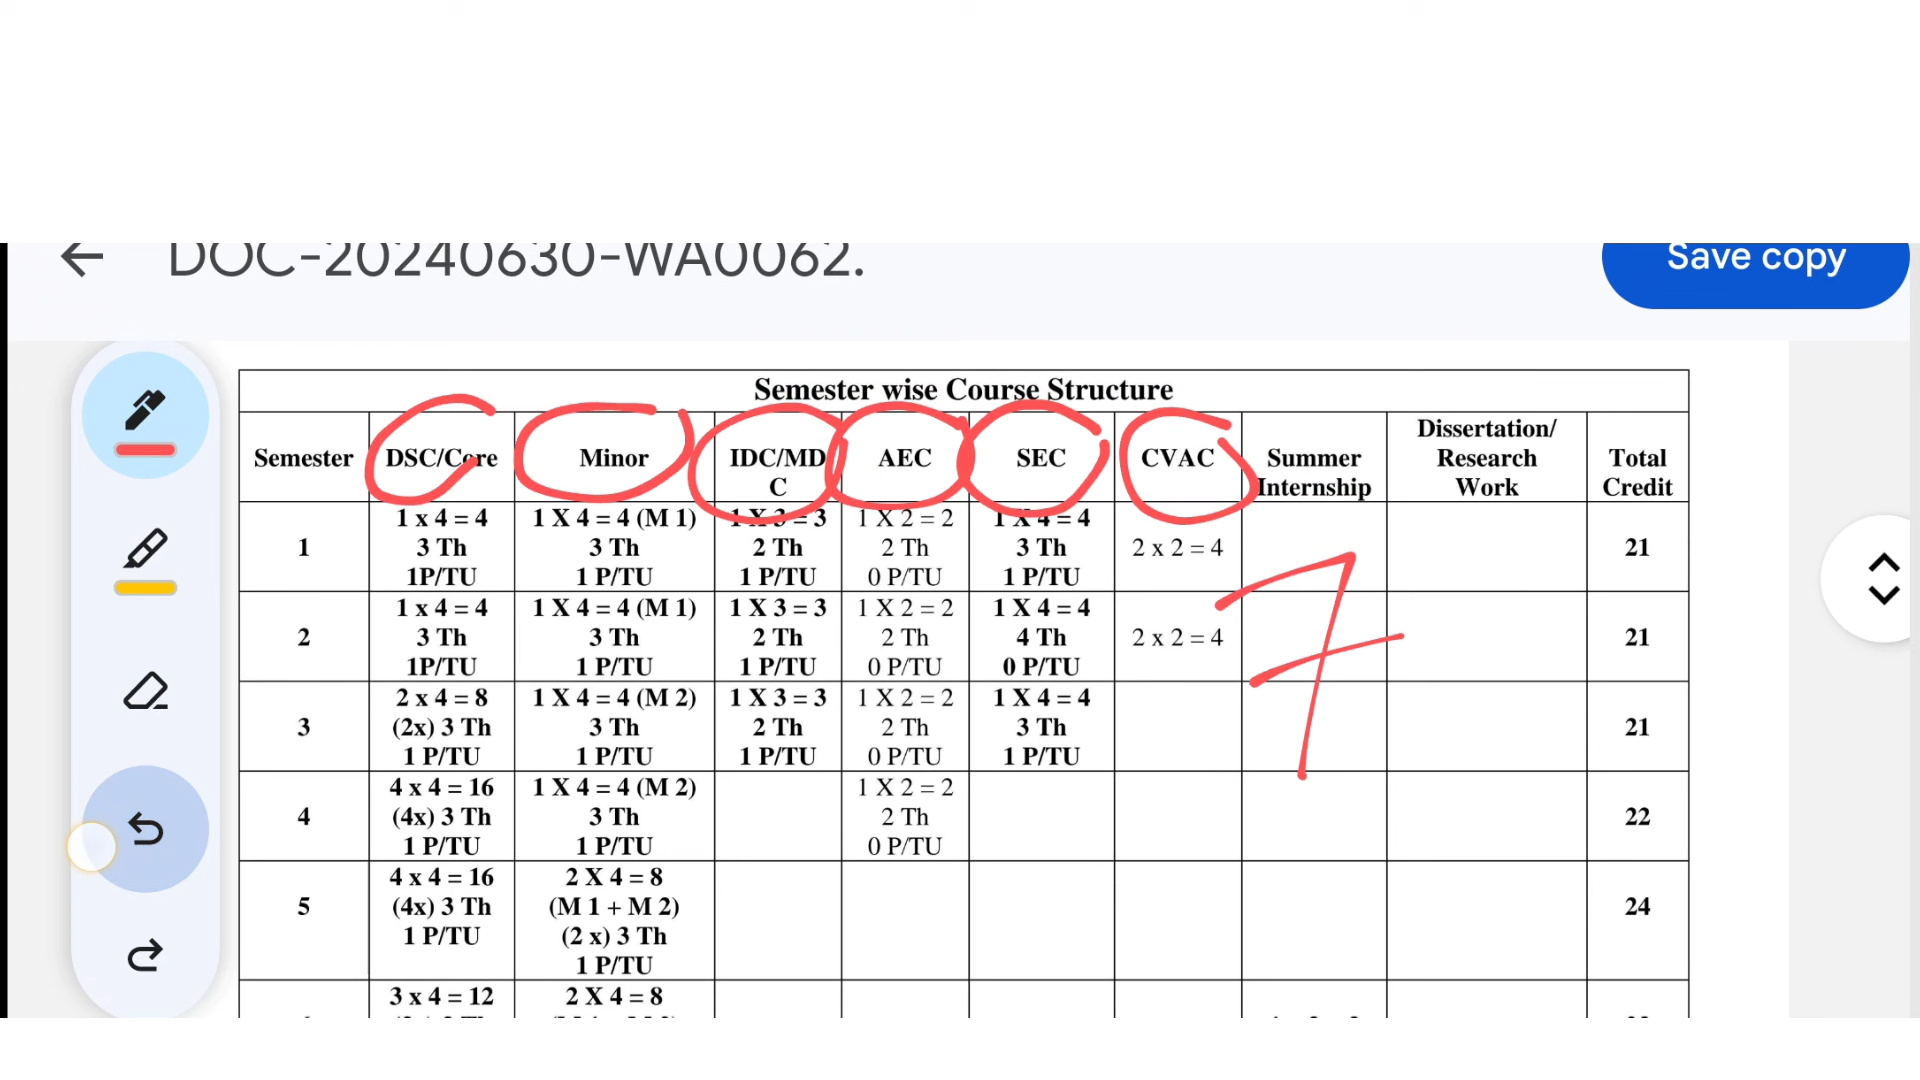 DOC-20240630-WA0062.
Save copy
Semester wise Course Structure
Semester DSC/Core Minor IDC/MD C AEC SEC CVAC Summer Internship Dissertation/ Research Work Total Credit
1 x 4 = 4 1 X 4 = 4 (M 1) 1 X 3 = 3 1 X 2 = 2 1 X 4 = 4
1 3 Th 3 Th 2 Th 2 Th 3 Th 2 x 2 = 4 21
1P/TU 1 P/TU 1 P/TU 0 P/TU 1 P/TU
7
1 x 4 = 4 1 X 4 = 4 (M 1) 1 X 3 = 3 1 X 2 = 2 1 X 4 = 4
2 3 Th 3 Th 2 Th 2 Th 4 Th 2 x 2 = 4 21
1P/TU 1 P/TU 1 P/TU 0 P/TU 0 P/TU
2 x 4 = 8 1 X 4 = 4 (M 2) 1 X 3 = 3 1 X 2 = 2 1 X 4 = 4
3 (2x) 3 Th 3 Th 2 Th 2 Th 3 Th 21
1 P/TU 1 P/TU 1 P/TU 0 P/TU 1 P/TU
4 x 4 = 16 1 X 4 = 4 (M 2) 1 X 2 = 2
4 (4x) 3 Th 3 Th 2 Th 22
1 P/TU 1 P/TU 0 P/TU
4 x 4 = 16 2 X 4 = 8
5 (4x) 3 Th (M 1 + M 2) 24
1 P/TU (2 x) 3 Th
1 P/TU
3 x 4 = 12 2 X 4 = 8